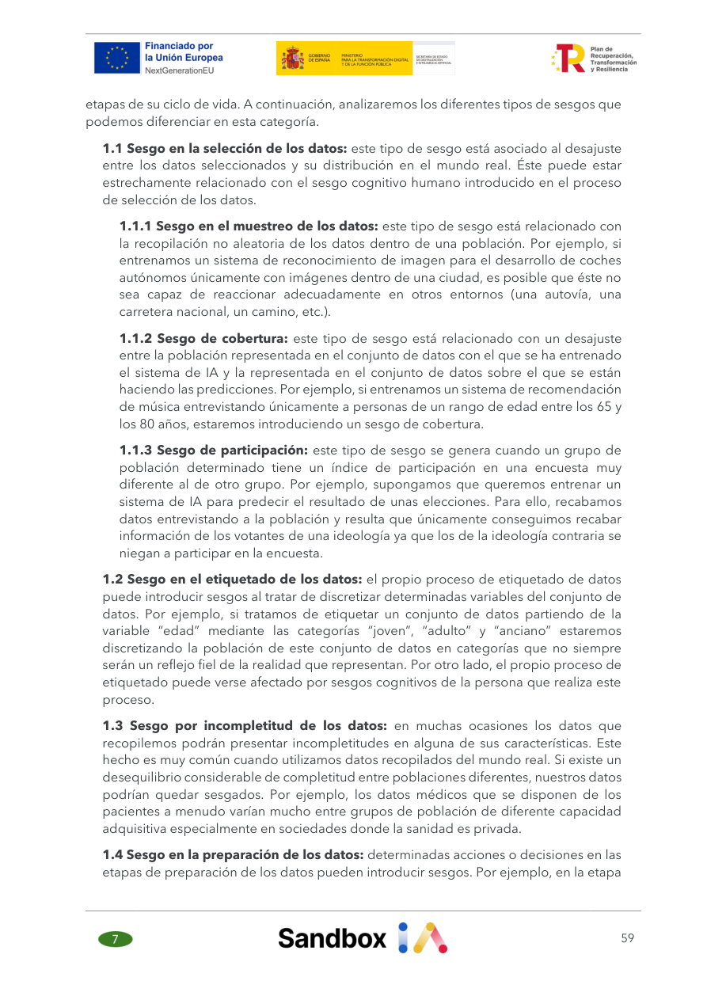 Financiado por
la Unión Europea
NextGenerationEU
GOBIERNO
DE ESPAÑA
MINISTERIO
PARA LA TRANSFORMACIÓN DIGITAL
Y DE LA FUNCIÓN PÚBLICA
SECRETARÍA DE ESTADO
DE DIGITALIZACIÓN
E INTELIGENCIA ARTIFICIAL
Plan de
Recuperación,
Transformación
y Resiliencia
etapas de su ciclo de vida. A continuación, analizaremos los diferentes tipos de sesgos que
podemos diferenciar en esta categoría.
1.1 Sesgo en la selección de los datos: este tipo de sesgo está asociado al desajuste
entre los datos seleccionados y su distribución en el mundo real. Éste puede estar
estrechamente relacionado con el sesgo cognitivo humano introducido en el proceso
de selección de los datos.
1.1.1 Sesgo en el muestreo de los datos: este tipo de sesgo está relacionado con
la recopilación no aleatoria de los datos dentro de una población. Por ejemplo, si
entrenamos un sistema de reconocimiento de imagen para el desarrollo de coches
autónomos únicamente con imágenes dentro de una ciudad, es posible que éste no
sea capaz de reaccionar adecuadamente en otros entornos (una autovía, una
carretera nacional, un camino, etc.).
1.1.2 Sesgo de cobertura: este tipo de sesgo está relacionado con un desajuste
entre la población representada en el conjunto de datos con el que se ha entrenado
el sistema de IA y la representada en el conjunto de datos sobre el que se están
haciendo las predicciones. Por ejemplo, si entrenamos un sistema de recomendación
de música entrevistando únicamente a personas de un rango de edad entre los 65 y
los 80 años, estaremos introduciendo un sesgo de cobertura.
1.1.3 Sesgo de participación: este tipo de sesgo se genera cuando un grupo de
población determinado tiene un índice de participación en una encuesta muy
diferente al de otro grupo. Por ejemplo, supongamos que queremos entrenar un
sistema de IA para predecir el resultado de unas elecciones. Para ello, recabamos
datos entrevistando a la población y resulta que únicamente conseguimos recabar
información de los votantes de una ideología ya que los de la ideología contraria se
niegan a participar en la encuesta.
1.2 Sesgo en el etiquetado de los datos: el propio proceso de etiquetado de datos
puede introducir sesgos al tratar de discretizar determinadas variables del conjunto de
datos. Por ejemplo, si tratamos de etiquetar un conjunto de datos partiendo de la
variable “edad” mediante las categorías “joven”, “adulto” y “anciano” estaremos
discretizando la población de este conjunto de datos en categorías que no siempre
serán un reflejo fiel de la realidad que representan. Por otro lado, el propio proceso de
etiquetado puede verse afectado por sesgos cognitivos de la persona que realiza este
proceso.
1.3 Sesgo por incompletitud de los datos: en muchas ocasiones los datos que
recopilemos podrán presentar incompletitudes en alguna de sus características. Este
hecho es muy común cuando utilizamos datos recopilados del mundo real. Si existe un
desequilibrio considerable de completitud entre poblaciones diferentes, nuestros datos
podrían quedar sesgados. Por ejemplo, los datos médicos que se disponen de los
pacientes a menudo varían mucho entre grupos de población de diferente capacidad
adquisitiva especialmente en sociedades donde la sanidad es privada.
1.4 Sesgo en la preparación de los datos: determinadas acciones o decisiones en las
etapas de preparación de los datos pueden introducir sesgos. Por ejemplo, en la etapa
7
Sandbox
59